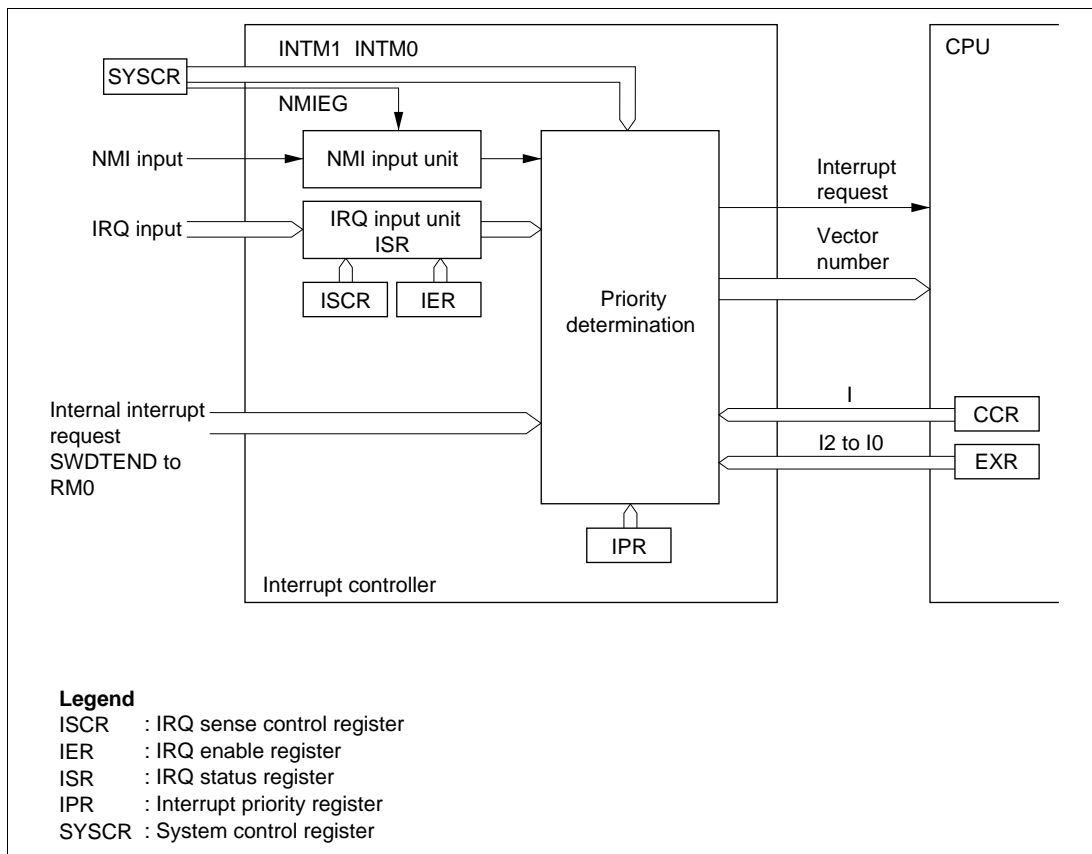 INTM1 INTM0
CPU
SYSCR
NMIEG
NMI input
NMI input unit
Interrupt
request
IRQ input
IRQ input unit
ISR
Vector
number
ISCR
IER
Priority
determination
Internal interrupt
request
SWDTEND to
RM0
I
CCR
I2 to I0
EXR
IPR
Interrupt controller
Legend
ISCR : IRQ sense control register
IER : IRQ enable register
ISR : IRQ status register
IPR : Interrupt priority register
SYSCR : System control register